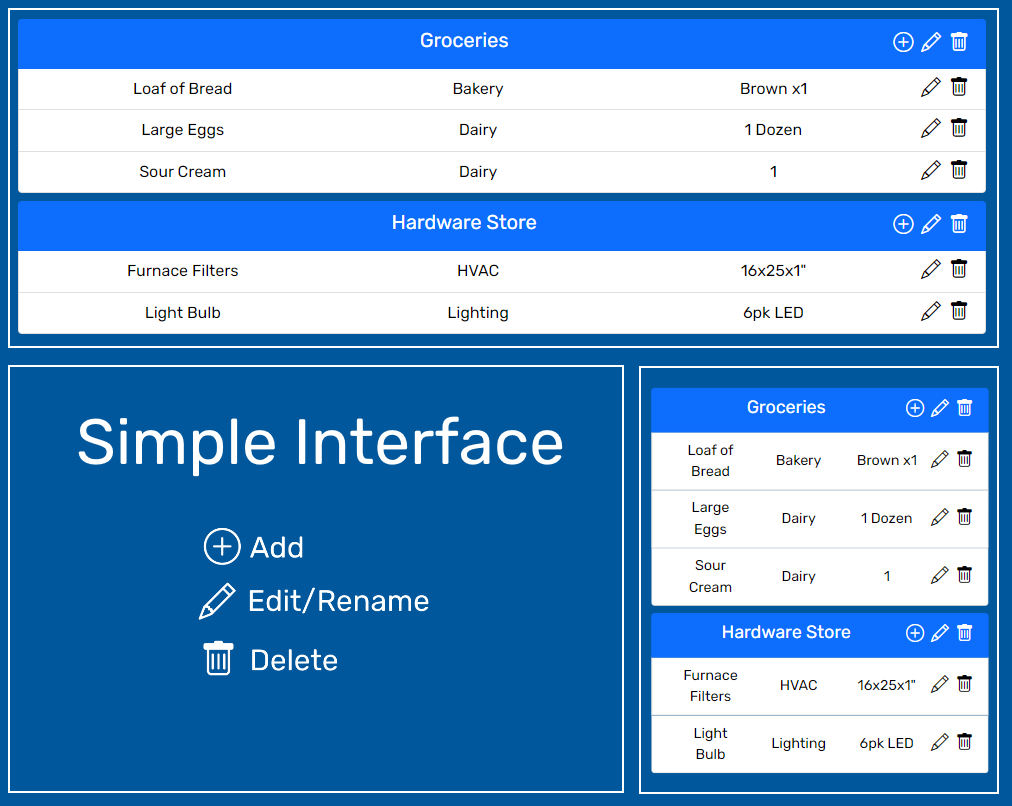 Groceries
Loaf of Bread Bakery Brown x1
Large Eggs Dairy 1 Dozen
Sour Cream Dairy 1
Hardware Store
Furnace Filters HVAC 16x25x1"
Light Bulb Lighting 6pk LED
Simple Interface
Add
Edit/Rename
Delete
Groceries
Loaf of
Bread Bakery Brown x1
Large
Eggs Dairy 1 Dozen
Sour
Cream Dairy 1
Hardware Store
Furnace
Filters HVAC 16x25x1"
Light
Bulb Lighting 6pk LED